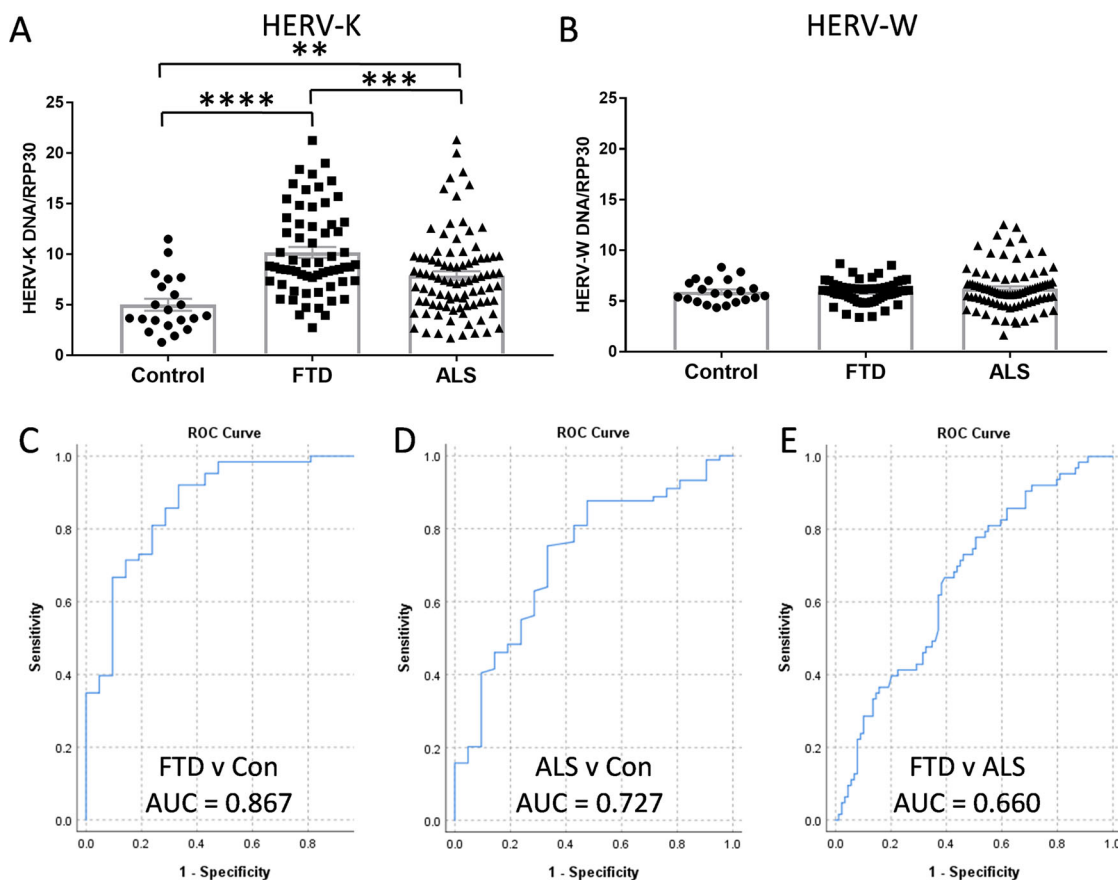 A
HERV-K
**
****
***
HERV-K DNA/RPP30
25
20
15
10
5
0
Control
FTD
ALS
B
HERV-W
HERV-W DNA/RPP30
25
20
15
10
5
0
Control
FTD
ALS
C
ROC Curve
Sensitivity
1.0
0.8
0.6
0.4
0.2
0.0
FTD v Con
AUC = 0.867
0.0 0.2 0.4 0.6 0.8
1 - Specificity
D
ROC Curve
Sensitivity
1.0
0.8
0.6
0.4
0.2
0.0
ALS v Con
AUC = 0.727
0.0 0.2 0.4 0.6 0.8 1.0
1 - Specificity
E
ROC Curve
Sensitivity
1.0
0.8
0.6
0.4
0.2
0.0
FTD v ALS
AUC = 0.660
0.0 0.2 0.4 0.6 0.8 1.0
1 - Specificity